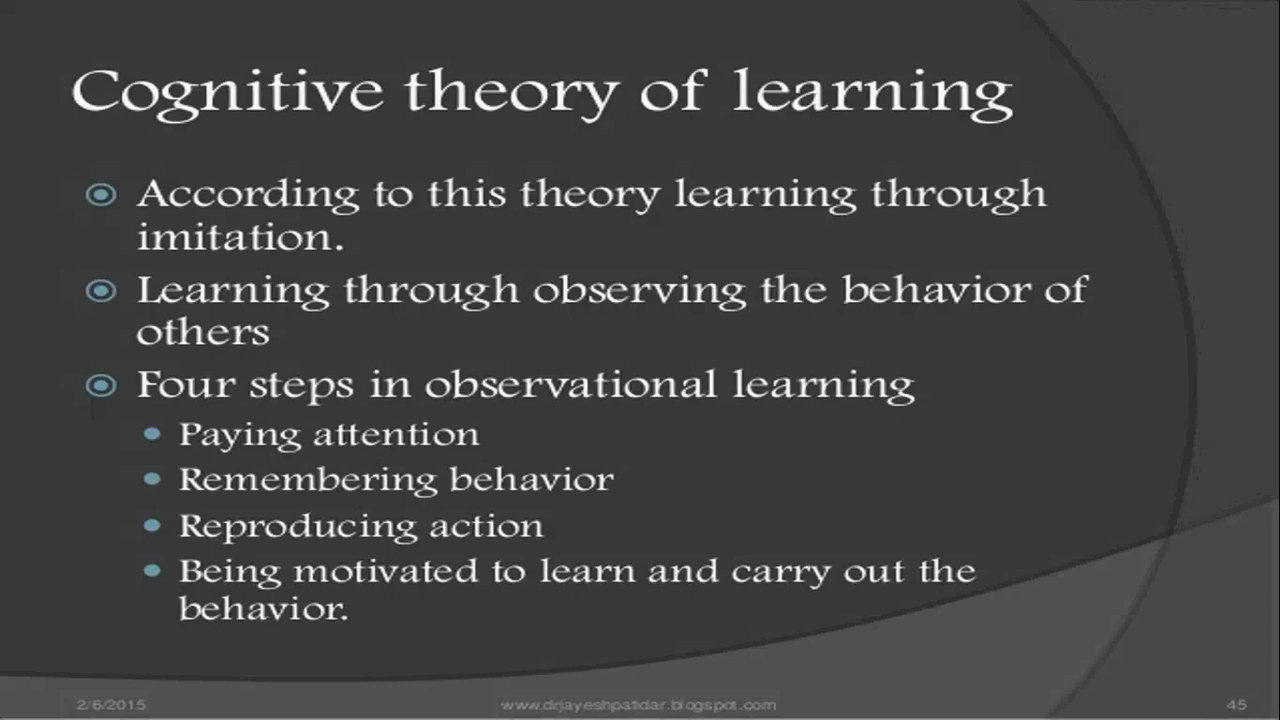 Cognitive theory of learning
According to this theory learning through
imitation.
Learning through observing the behavior of
others
Four steps in observational learning
Paying attention
Remembering behavior
Reproducing action
Being motivated to learn and carry out the
behavior.
2/6/2015
www.drjayeshpatidar.blogspot.com
45